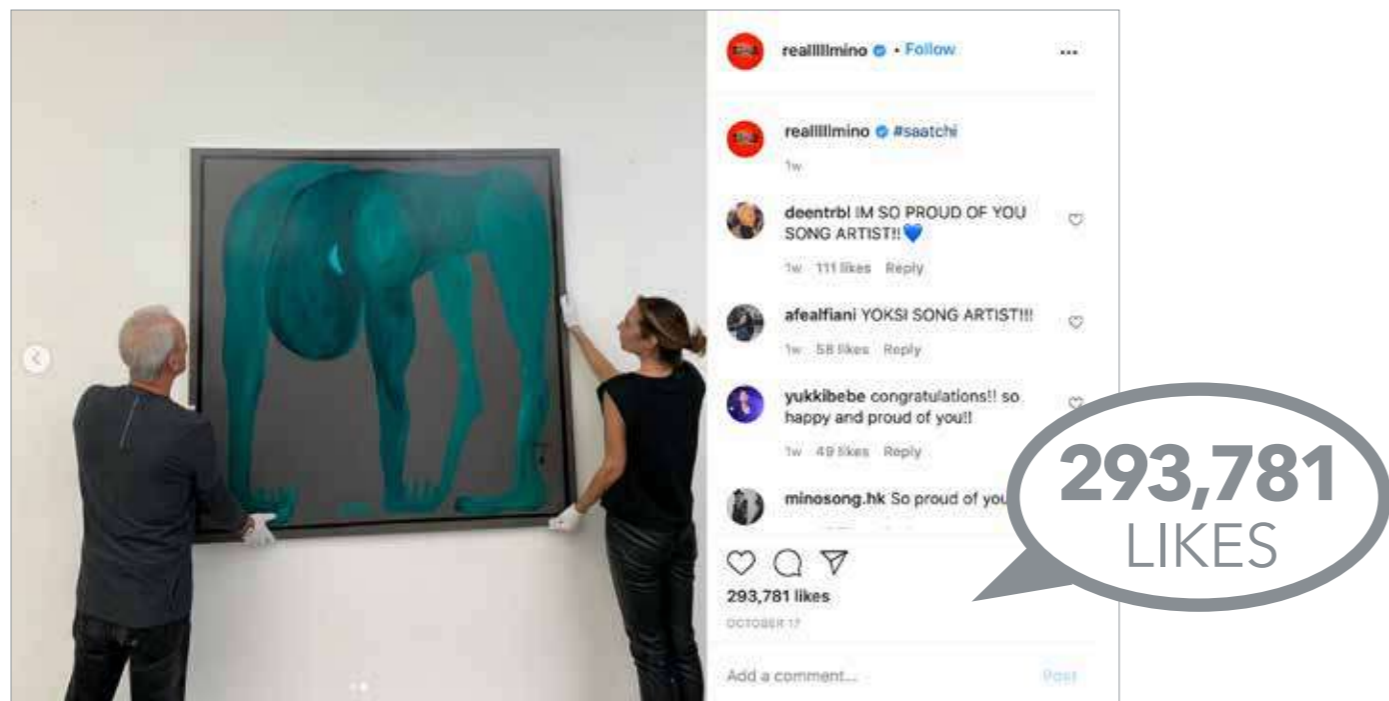 realllllmino • Follow
realllllmino #saatchi
1w
deentrbl IM SO PROUD OF YOU
SONG ARTIST!!💙
1w 111 likes Reply
afealfiani YOKSI SONG ARTIST!!!
1w 58 likes Reply
yukkibebe congratulations!! so
happy and proud of you!!
1w 49 likes Reply
minosong.hk So proud of you
293,781 likes
OCTOBER 17
Add a comment...
Post
293,781
LIKES